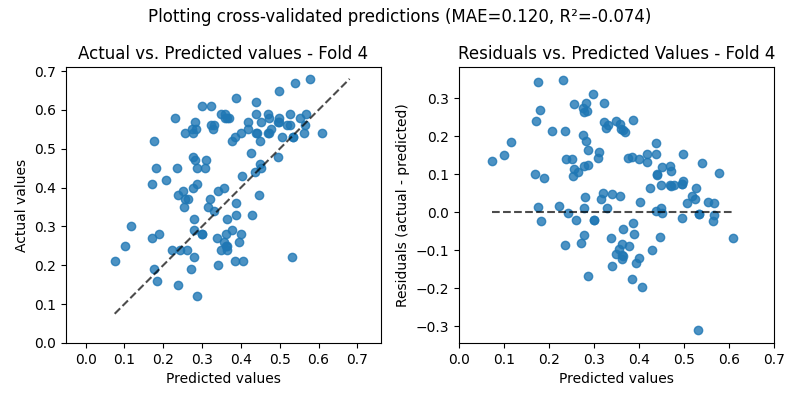 Plotting cross-validated predictions (MAE=0.120, R²=-0.074)
Actual vs. Predicted values - Fold 4
Actual values
0.7
0.6
0.5
0.4
0.3
0.2
0.1
0.0
0.0 0.1 0.2 0.3 0.4 0.5 0.6 0.7
Predicted values
Residuals vs. Predicted Values - Fold 4
Residuals (actual - predicted)
0.3
0.2
0.1
0.0
−0.1
−0.2
−0.3
0.0 0.1 0.2 0.3 0.4 0.5 0.6 0.7
Predicted values